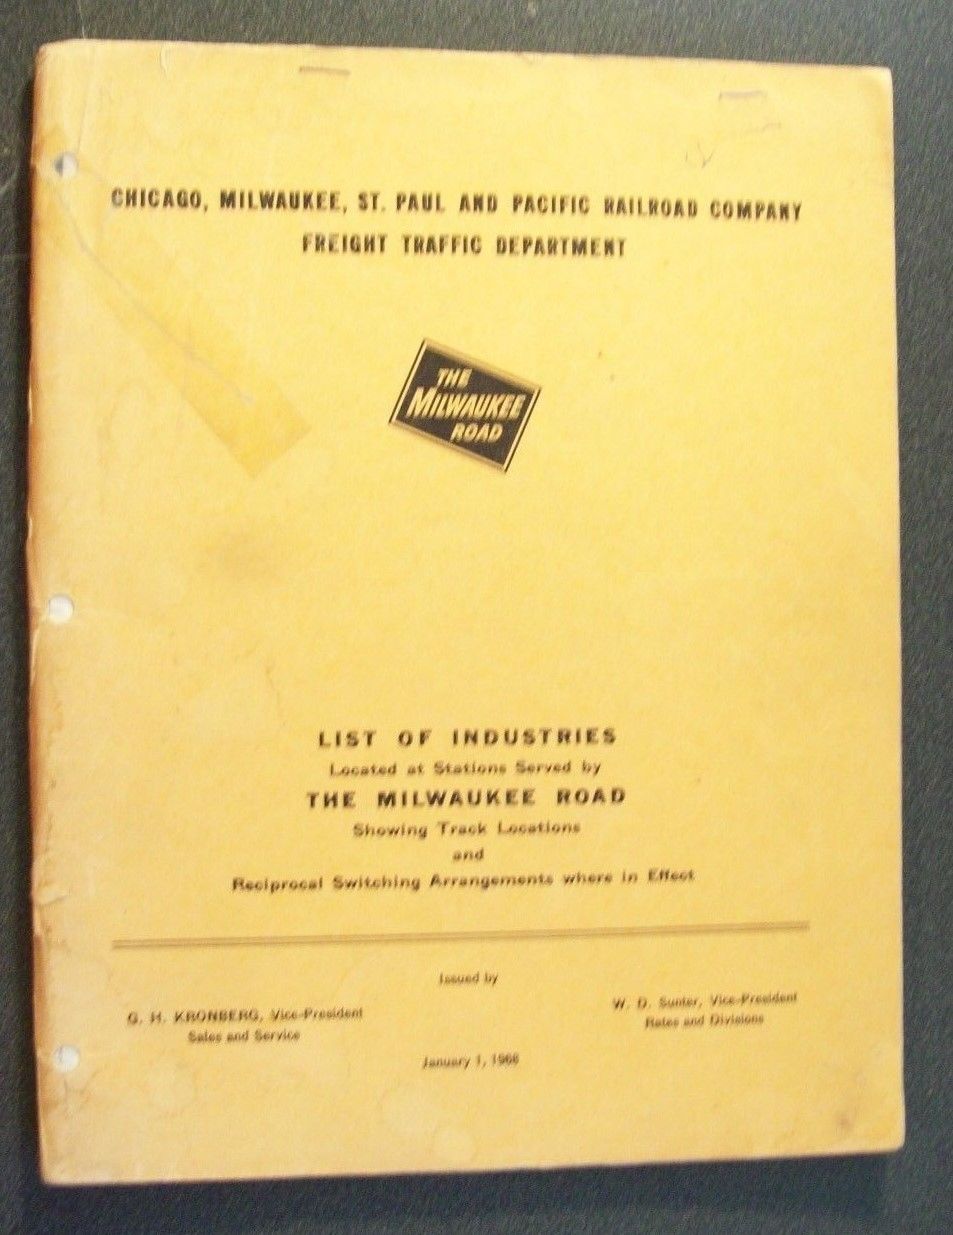 CHICAGO, MILWAUKEE, ST. PAUL AND PACIFIC RAILROAD COMPANY
FREIGHT TRAFFIC DEPARTMENT
THE
MILWAUKEE
ROAD
LIST OF INDUSTRIES
Located at Stations Served by
THE MILWAUKEE ROAD
Showing Track Locations
and
Reciprocal Switching Arrangements where in Effect
Issued by
G. H. KRONBERG, Vice-President
Sales and Service
W. D. Sunter, Vice-President
Rates and Divisions
January 1,